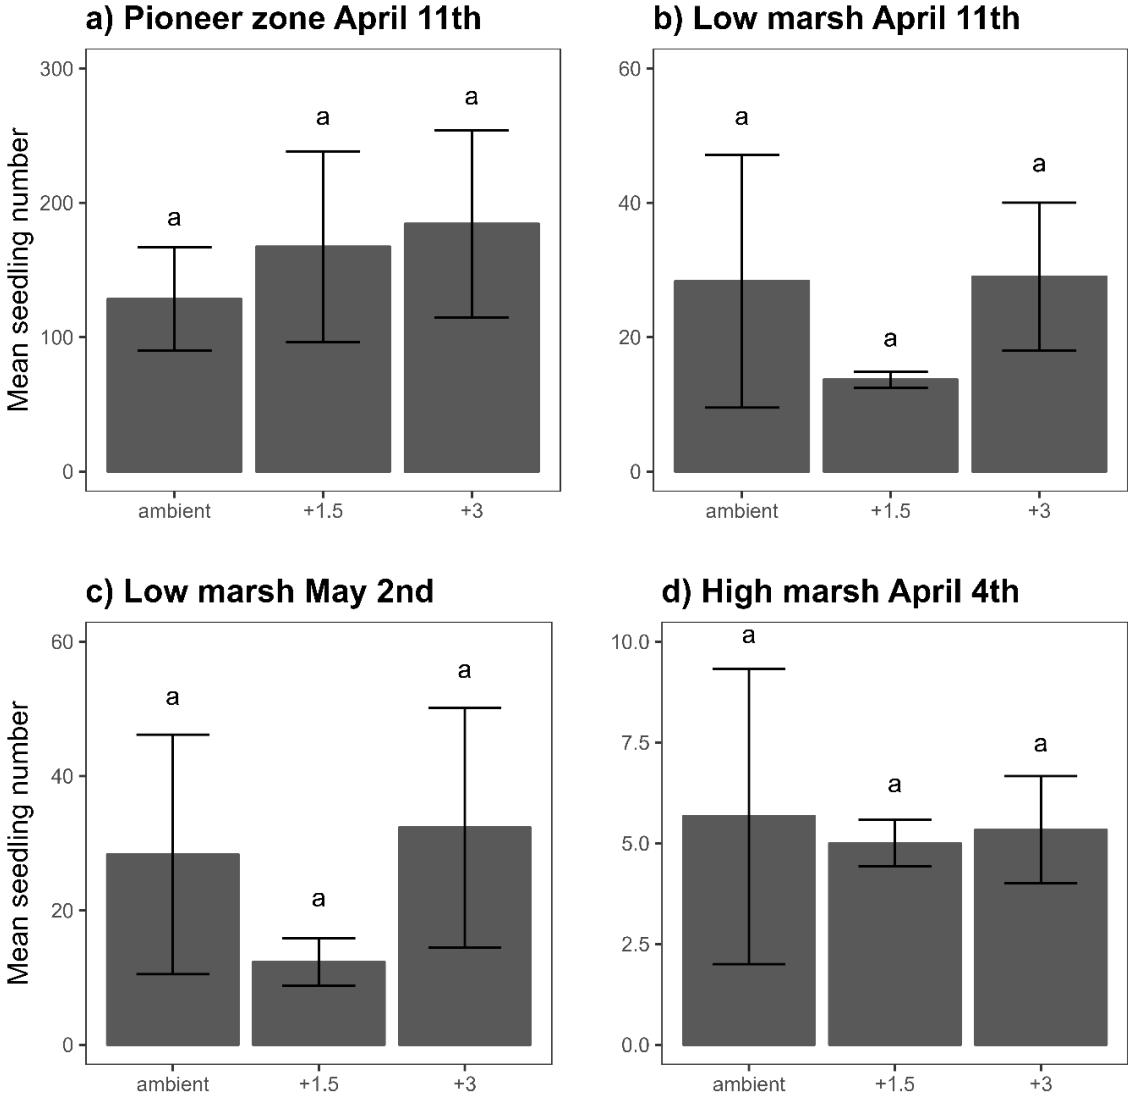 a) Pioneer zone April 11th
b) Low marsh April 11th
Mean seedling number
300
200
100
0
a
a
a
ambient
+1.5
+3
60
40
20
0
a
a
a
ambient
+1.5
+3
c) Low marsh May 2nd
d) High marsh April 4th
Mean seedling number
60
40
20
0
a
a
a
ambient
+1.5
+3
10.0
7.5
5.0
2.5
0.0
a
a
a
ambient
+1.5
+3